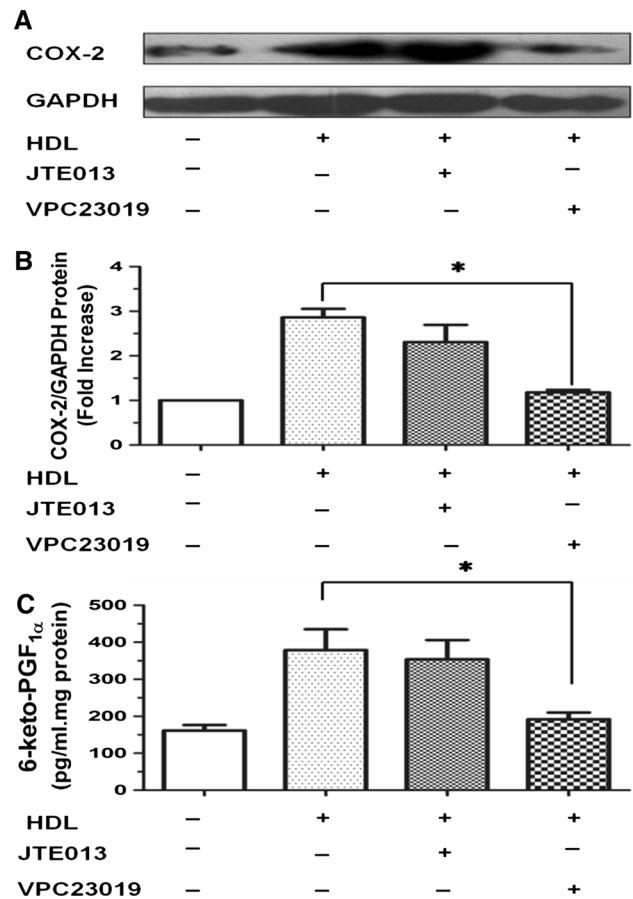 A
COX-2
GAPDH
HDL − + + +
JTE013 − − + −
VPC23019 − − − +
B
COX-2/GAPDH Protein
(Fold Increase)
4
3
2
1
0
*
HDL − + + +
JTE013 − − + −
VPC23019 − − − +
C
6-keto-PGF1α
(pg/ml.mg protein)
500
400
300
200
100
0
*
HDL − + + +
JTE013 − − + −
VPC23019 − − − +